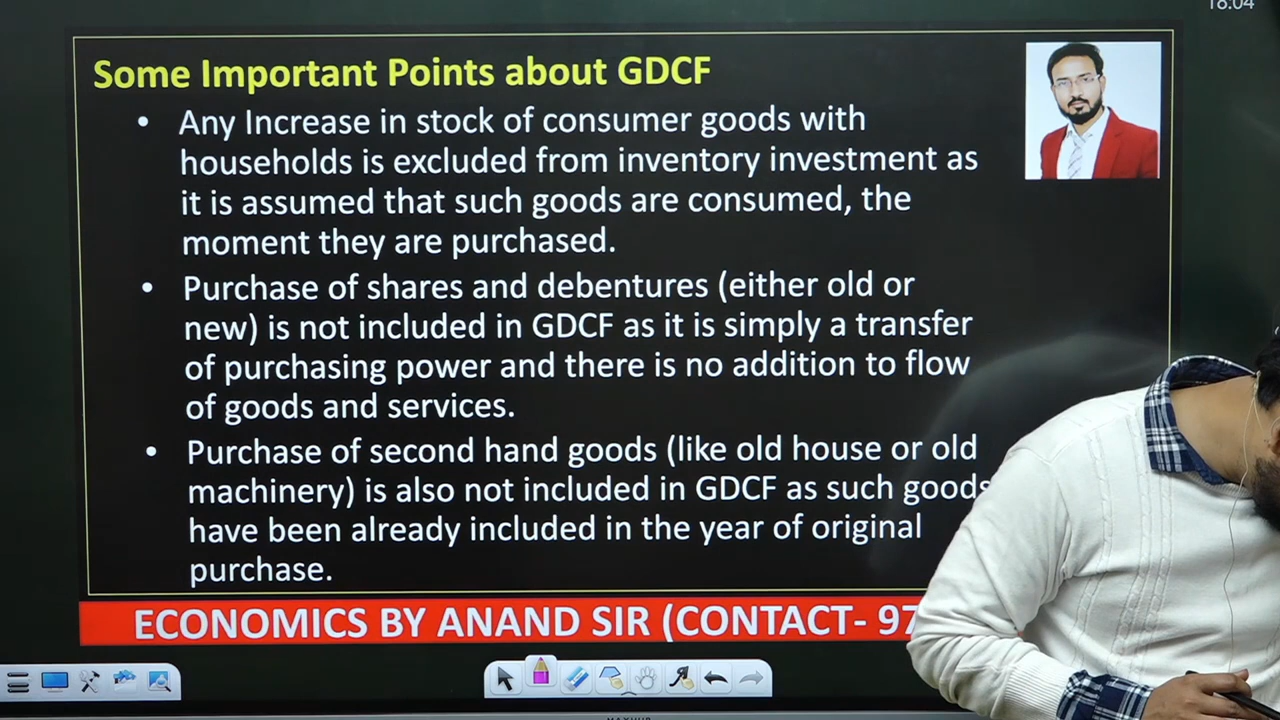 18:04
Some Important Points about GDCF
• Any Increase in stock of consumer goods with
households is excluded from inventory investment as
it is assumed that such goods are consumed, the
moment they are purchased.
• Purchase of shares and debentures (either old or
new) is not included in GDCF as it is simply a transfer
of purchasing power and there is no addition to flow
of goods and services.
• Purchase of second hand goods (like old house or old
machinery) is also not included in GDCF as such goods
have been already included in the year of original
purchase.
ECONOMICS BY ANAND SIR (CONTACT- 97